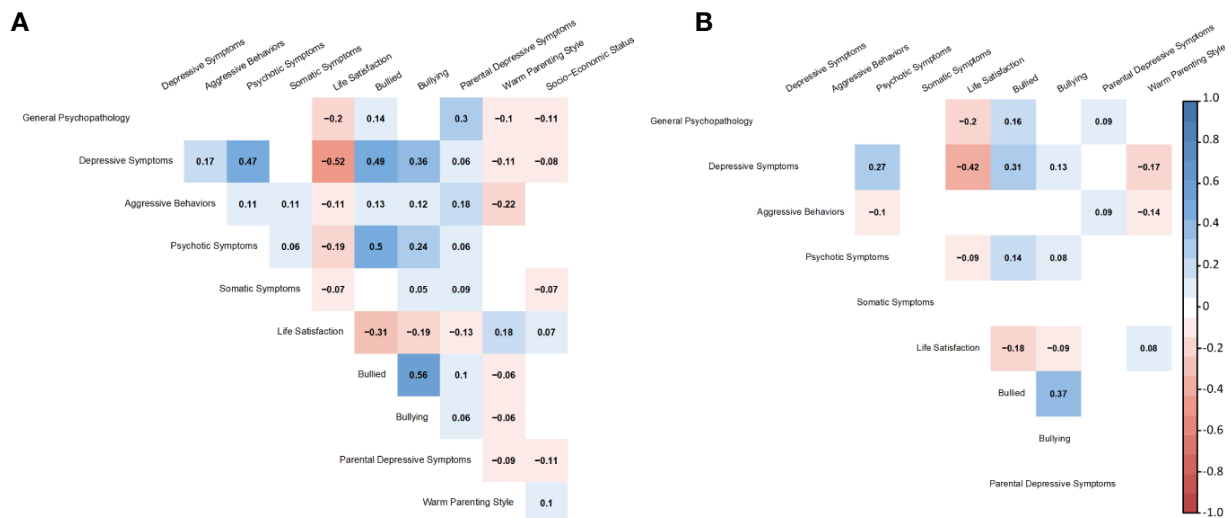 A
Depressive Symptoms
Aggressive Behaviors
Psychotic Symptoms
Somatic Symptoms
Life Satisfaction
Bullied
Bullying
Parental Depressive Symptoms
Warm Parenting Style
Socio-Economic Status
General Psychopathology −0.2 0.14 0.3 −0.1 −0.11
Depressive Symptoms 0.17 0.47 −0.52 0.49 0.36 0.06 −0.11 −0.08
Aggressive Behaviors 0.11 0.11 −0.11 0.13 0.12 0.18 −0.22
Psychotic Symptoms 0.06 −0.19 0.5 0.24 0.06
Somatic Symptoms −0.07 0.05 0.09 −0.07
Life Satisfaction −0.31 −0.19 −0.13 0.18 0.07
Bullied 0.56 0.1 −0.06
Bullying 0.06 −0.06
Parental Depressive Symptoms −0.09 −0.11
Warm Parenting Style 0.1
B
Depressive Symptoms
Aggressive Behaviors
Psychotic Symptoms
Somatic Symptoms
Life Satisfaction
Bullied
Bullying
Parental Depressive Symptoms
Warm Parenting Style
General Psychopathology −0.2 0.16 0.09
Depressive Symptoms 0.27 −0.42 0.31 0.13 −0.17
Aggressive Behaviors −0.1 0.09 −0.14
Psychotic Symptoms −0.09 0.14 0.08
Somatic Symptoms
Life Satisfaction −0.18 −0.09 0.08
Bullied 0.37
Bullying
Parental Depressive Symptoms
1.0
0.8
0.6
0.4
0.2
0
-0.2
-0.4
-0.6
-0.8
-1.0